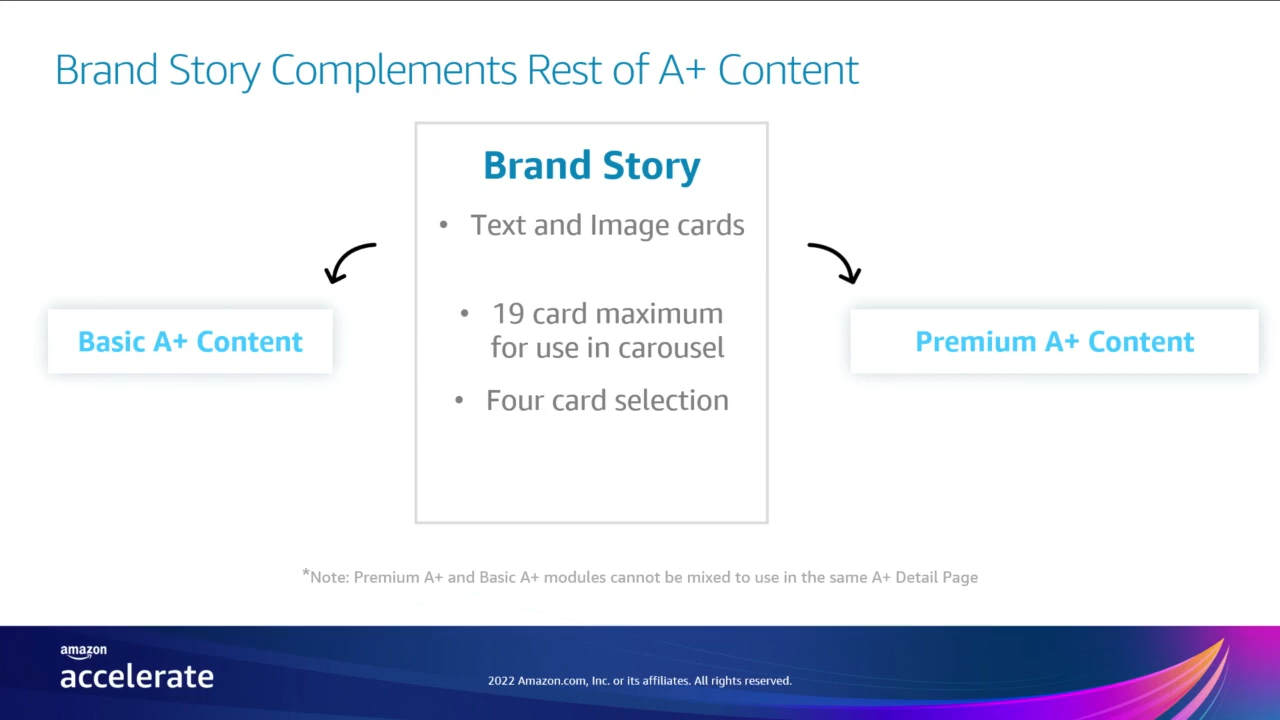 Brand Story Complements Rest of A+ Content
Brand Story
• Text and Image cards
• 19 card maximum
for use in carousel
• Four card selection
Basic A+ Content
Premium A+ Content
*Note: Premium A+ and Basic A+ modules cannot be mixed to use in the same A+ Detail Page
amazon
accelerate
2022 Amazon.com, Inc. or its affiliates. All rights reserved.